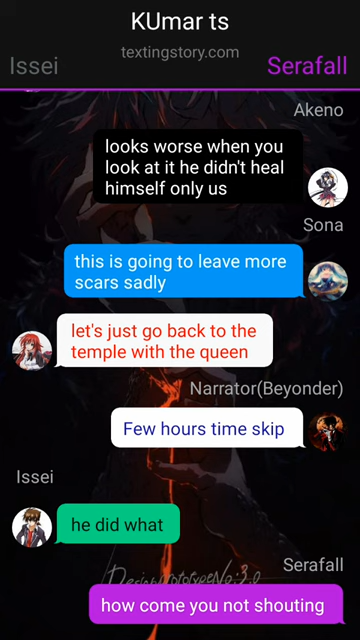 KUmar ts
textingstory.com
Issei
Serafall
Akeno
looks worse when you
look at it he didn't heal
himself only us
Sona
this is going to leave more
scars sadly
let's just go back to the
temple with the queen
Narrator(Beyonder)
Few hours time skip
Issei
he did what
Serafall
how come you not shouting